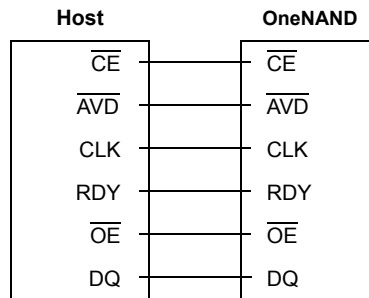 Host OneNAND
CE CE
AVD AVD
CLK CLK
RDY RDY
OE OE
DQ DQ